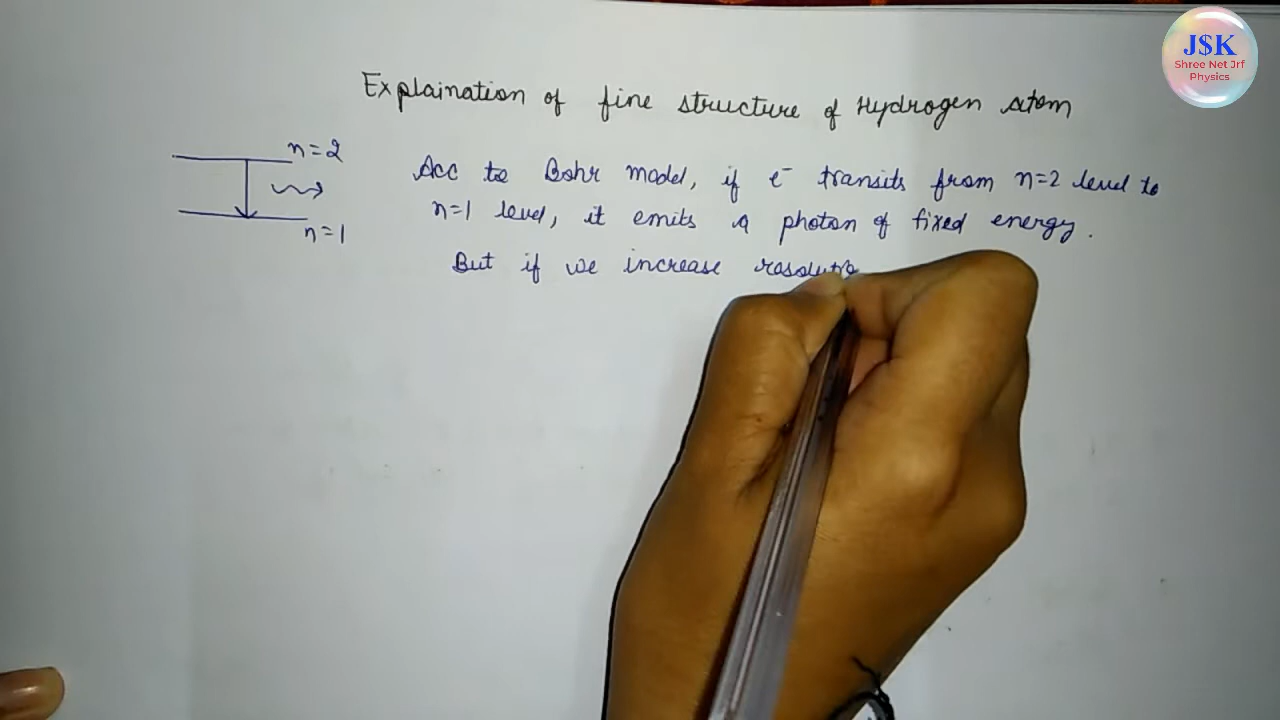 J$K
Shree Net Jrf
Physics
Explaination of fine structure of Hydrogen atom
n=2
n=1
Acc to Bohr model, if e⁻ transits from n=2 level to
n=1 level, it emits a photon of fixed energy.
But if we increase